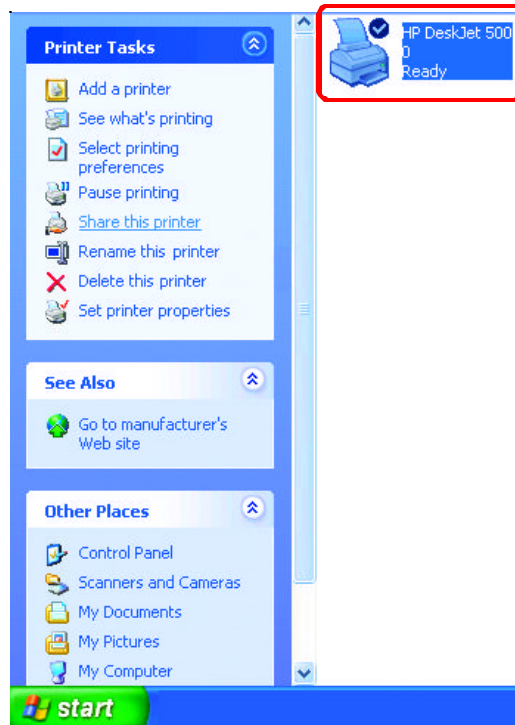 Printer Tasks
Add a printer
See what's printing
Select printing
preferences
Pause printing
Share this printer
Rename this printer
Delete this printer
Set printer properties
See Also
Go to manufacturer's
Web site
Other Places
Control Panel
Scanners and Cameras
My Documents
My Pictures
My Computer
HP DeskJet 500
0
Ready
start